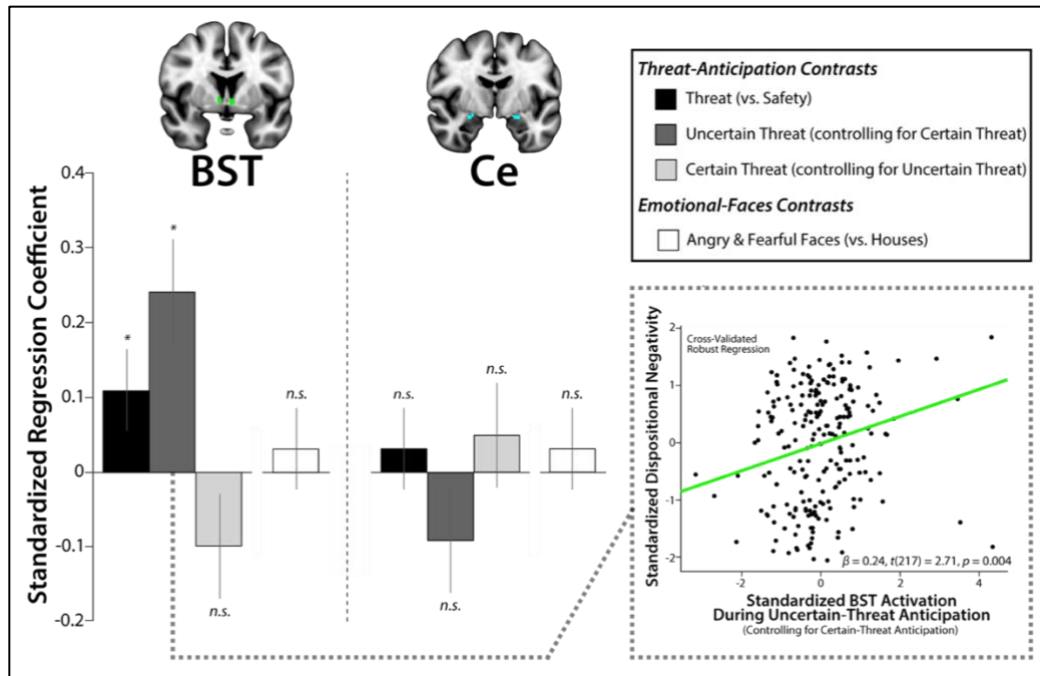 BST
Ce
Standardized Regression Coefficient
0.4
0.3
0.2
0.1
0
-0.1
-0.2
*
*
n.s.
n.s.
n.s.
n.s.
n.s.
n.s.
Threat-Anticipation Contrasts
Threat (vs. Safety)
Uncertain Threat (controlling for Certain Threat)
Certain Threat (controlling for Uncertain Threat)
Emotional-Faces Contrasts
Angry & Fearful Faces (vs. Houses)
Standardized Dispositional Negativity
2
1
0
-1
-2
Cross-Validated
Robust Regression
β = 0.24, t(217) = 2.71, p = 0.004
-2
0
2
4
Standardized BST Activation
During Uncertain-Threat Anticipation
(Controlling for Certain-Threat Anticipation)